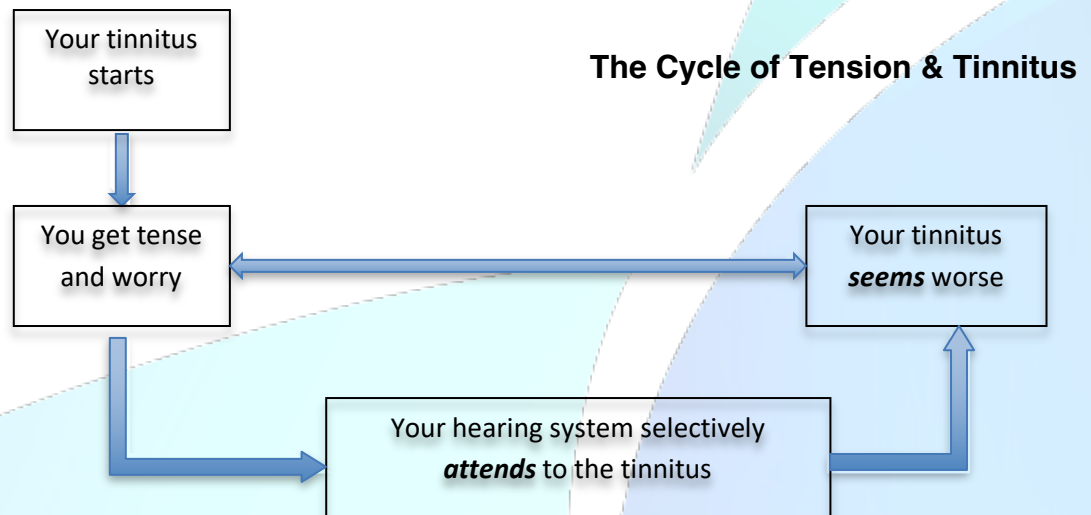 Your tinnitus
starts
The Cycle of Tension & Tinnitus
You get tense
and worry
Your tinnitus
seems worse
Your hearing system selectively
attends to the tinnitus